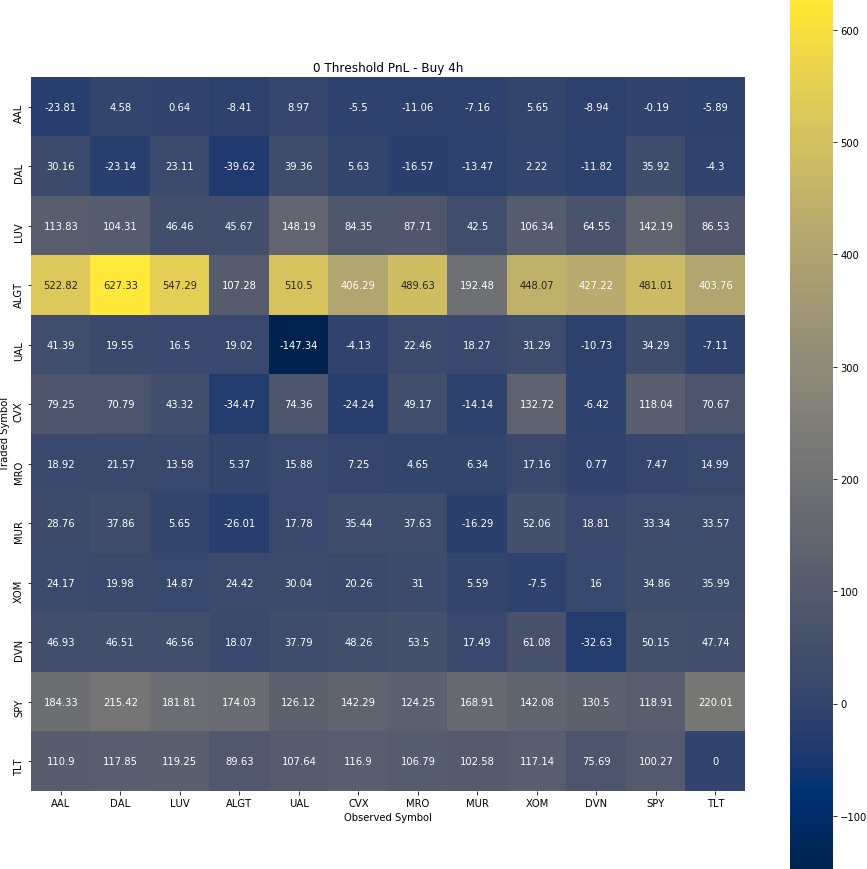 0 Threshold PnL - Buy 4h
AAL -23.81 4.58 0.64 -8.41 8.97 -5.5 -11.06 -7.16 5.65 -8.94 -0.19 -5.89
DAL 30.16 -23.14 23.11 -39.62 39.36 5.63 -16.57 -13.47 2.22 -11.82 35.92 -4.3
LUV 113.83 104.31 46.46 45.67 148.19 84.35 87.71 42.5 106.34 64.55 142.19 86.53
ALGT 522.82 627.33 547.29 107.28 510.5 406.29 489.63 192.48 448.07 427.22 481.01 403.76
UAL 41.39 19.55 16.5 19.02 -147.34 -4.13 22.46 18.27 31.29 -10.73 34.29 -7.11
CVX 79.25 70.79 43.32 -34.47 74.36 -24.24 49.17 -14.14 132.72 -6.42 118.04 70.67
MRO 18.92 21.57 13.58 5.37 15.88 7.25 4.65 6.34 17.16 0.77 7.47 14.99
MUR 28.76 37.86 5.65 -26.01 17.78 35.44 37.63 -16.29 52.06 18.81 33.34 33.57
XOM 24.17 19.98 14.87 24.42 30.04 20.26 31 5.59 -7.5 16 34.86 35.99
DVN 46.93 46.51 46.56 18.07 37.79 48.26 53.5 17.49 61.08 -32.63 50.15 47.74
SPY 184.33 215.42 181.81 174.03 126.12 142.29 124.25 168.91 142.08 130.5 118.91 220.01
TLT 110.9 117.85 119.25 89.63 107.64 116.9 106.79 102.58 117.14 75.69 100.27 0
AAL DAL LUV ALGT UAL CVX MRO MUR XOM DVN SPY TLT
Observed Symbol
Traded Symbol
600
500
400
300
200
100
0
−100